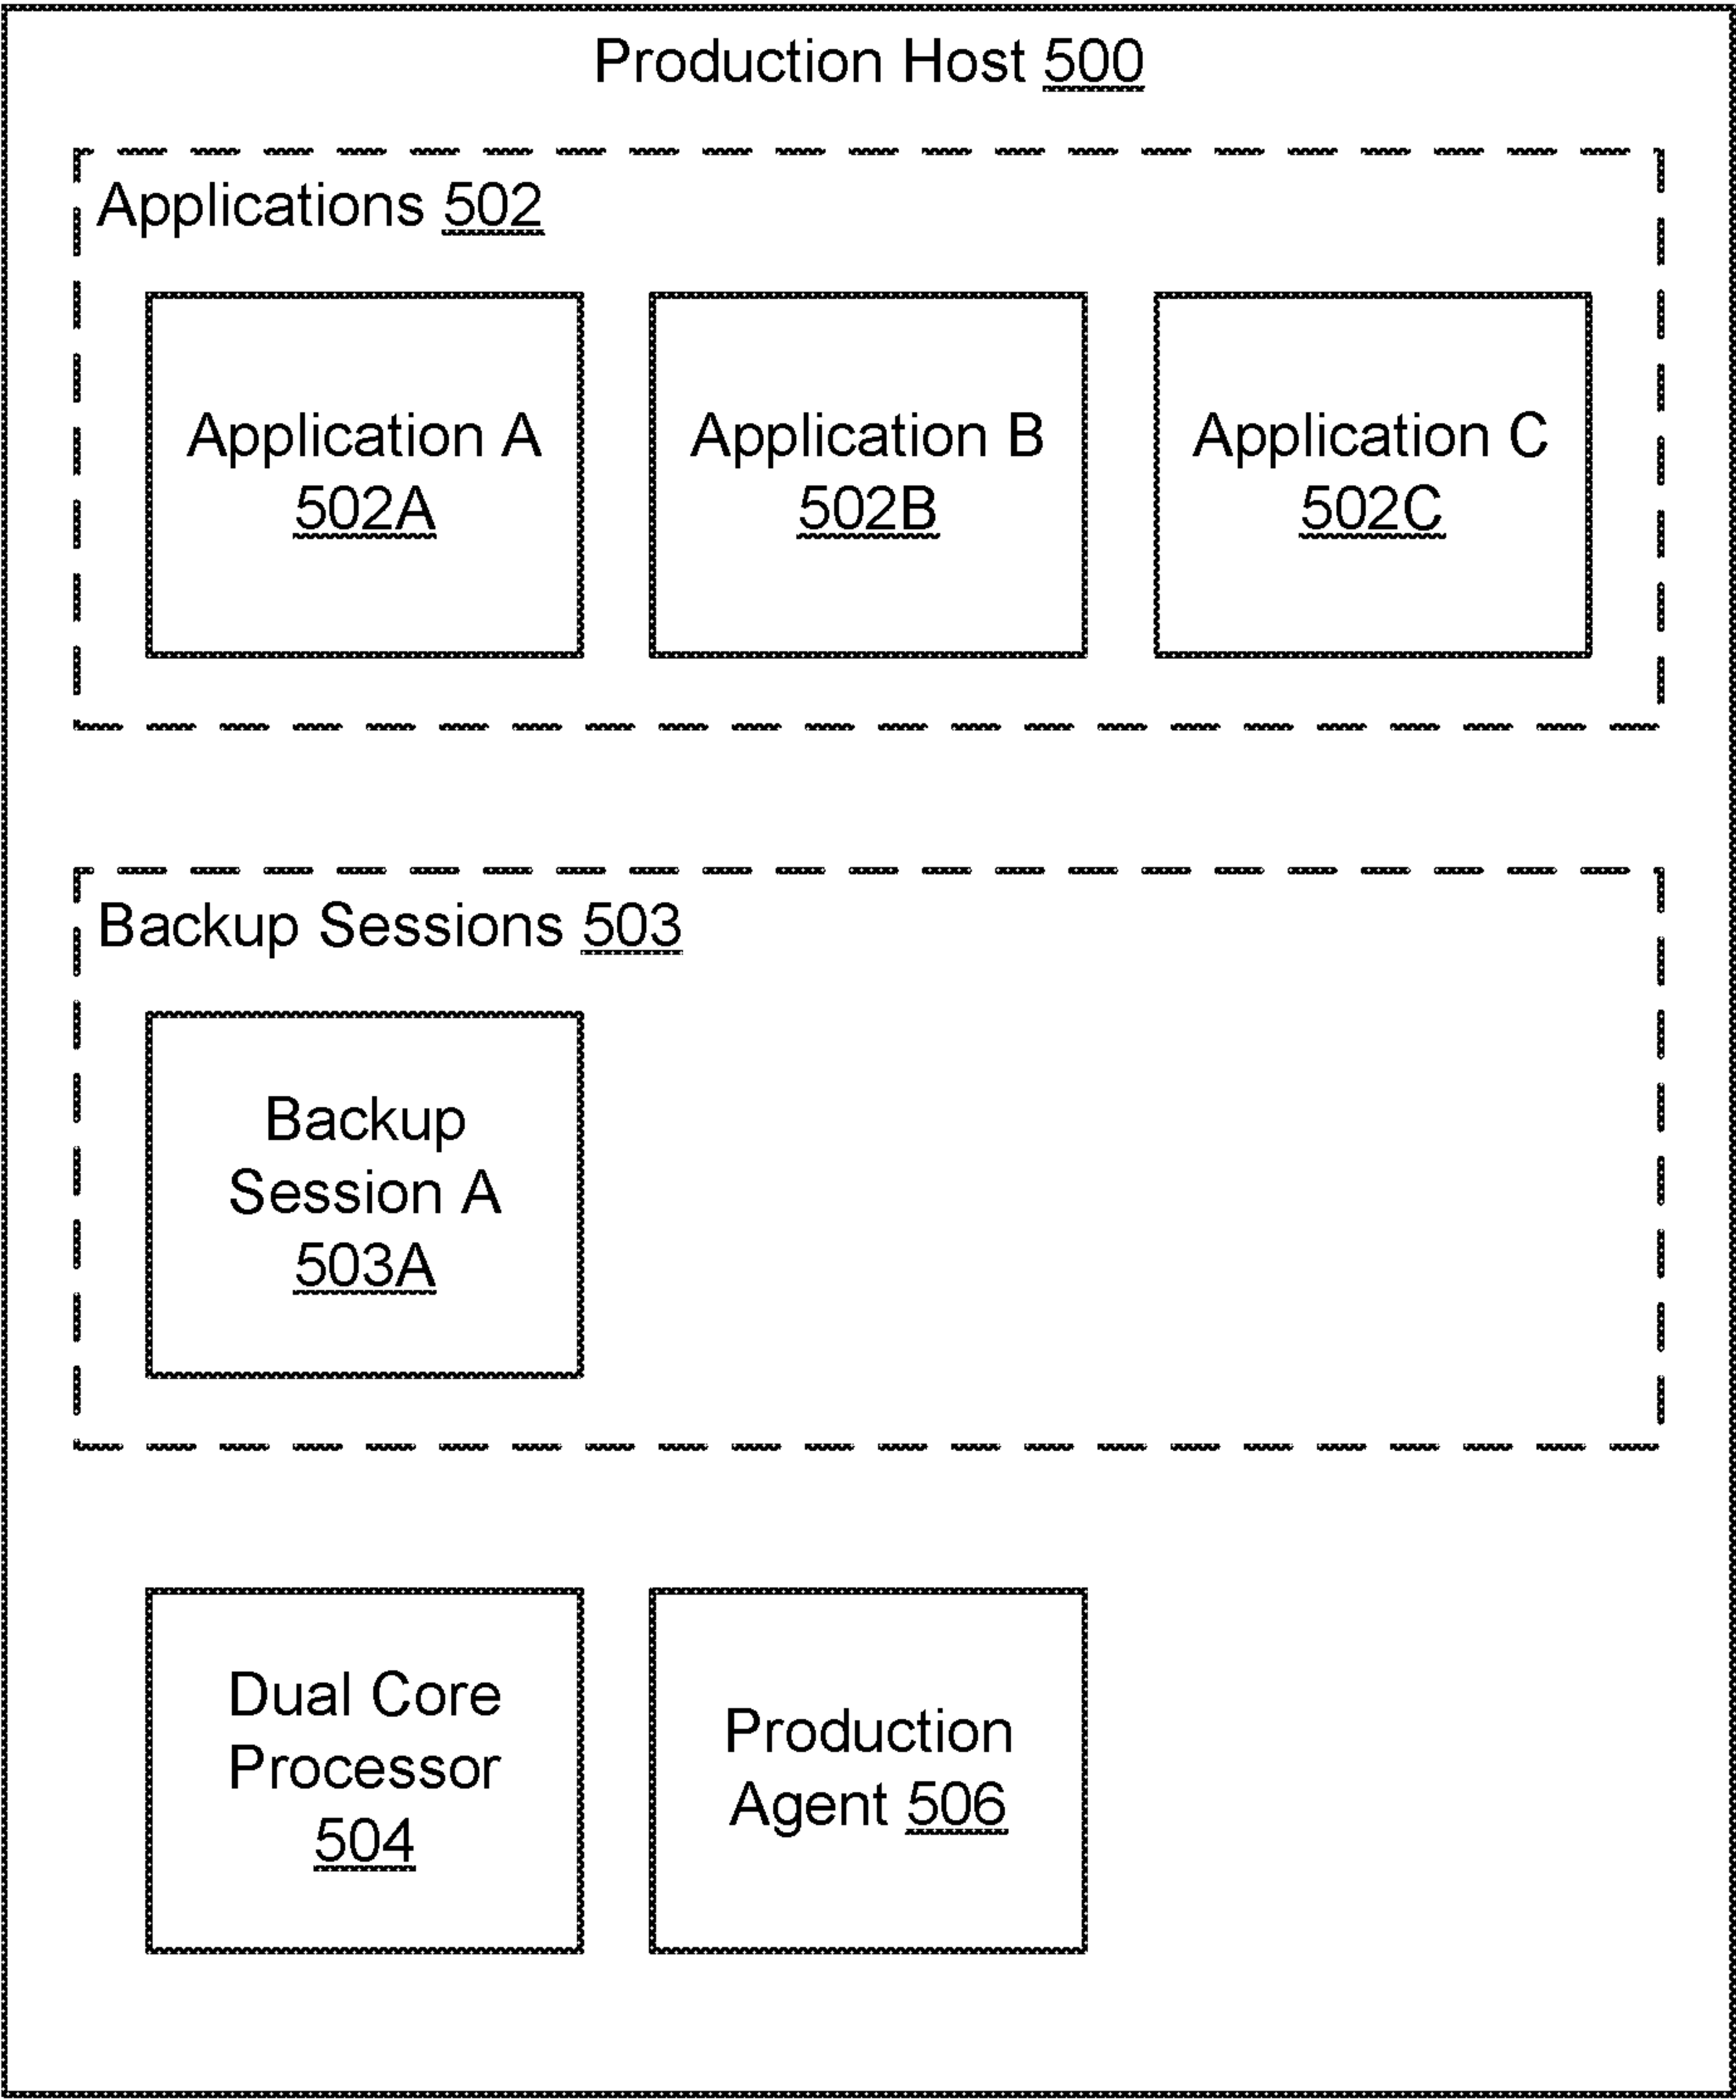 Production Host 500
Applications 502
Application A
502A
Application B
502B
Application C
502C
Backup Sessions 503
Backup
Session A
503A
Dual Core
Processor
504
Production
Agent 506